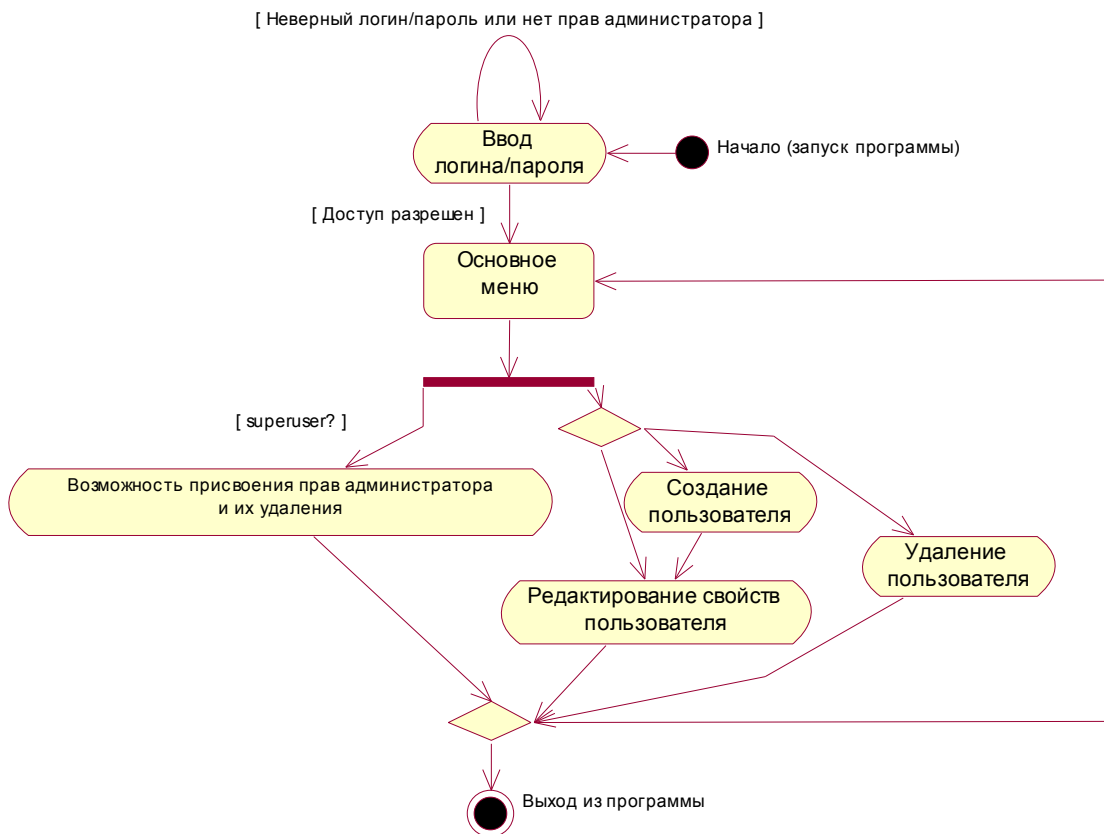 [ Неверный логин/пароль или нет прав администратора ]
Ввод
логина/пароля
Начало (запуск программы)
[ Доступ разрешен ]
Основное
меню
[ superuser? ]
Возможность присвоения прав администратора
и их удаления
Создание
пользователя
Удаление
пользователя
Редактирование свойств
пользователя
Выход из программы